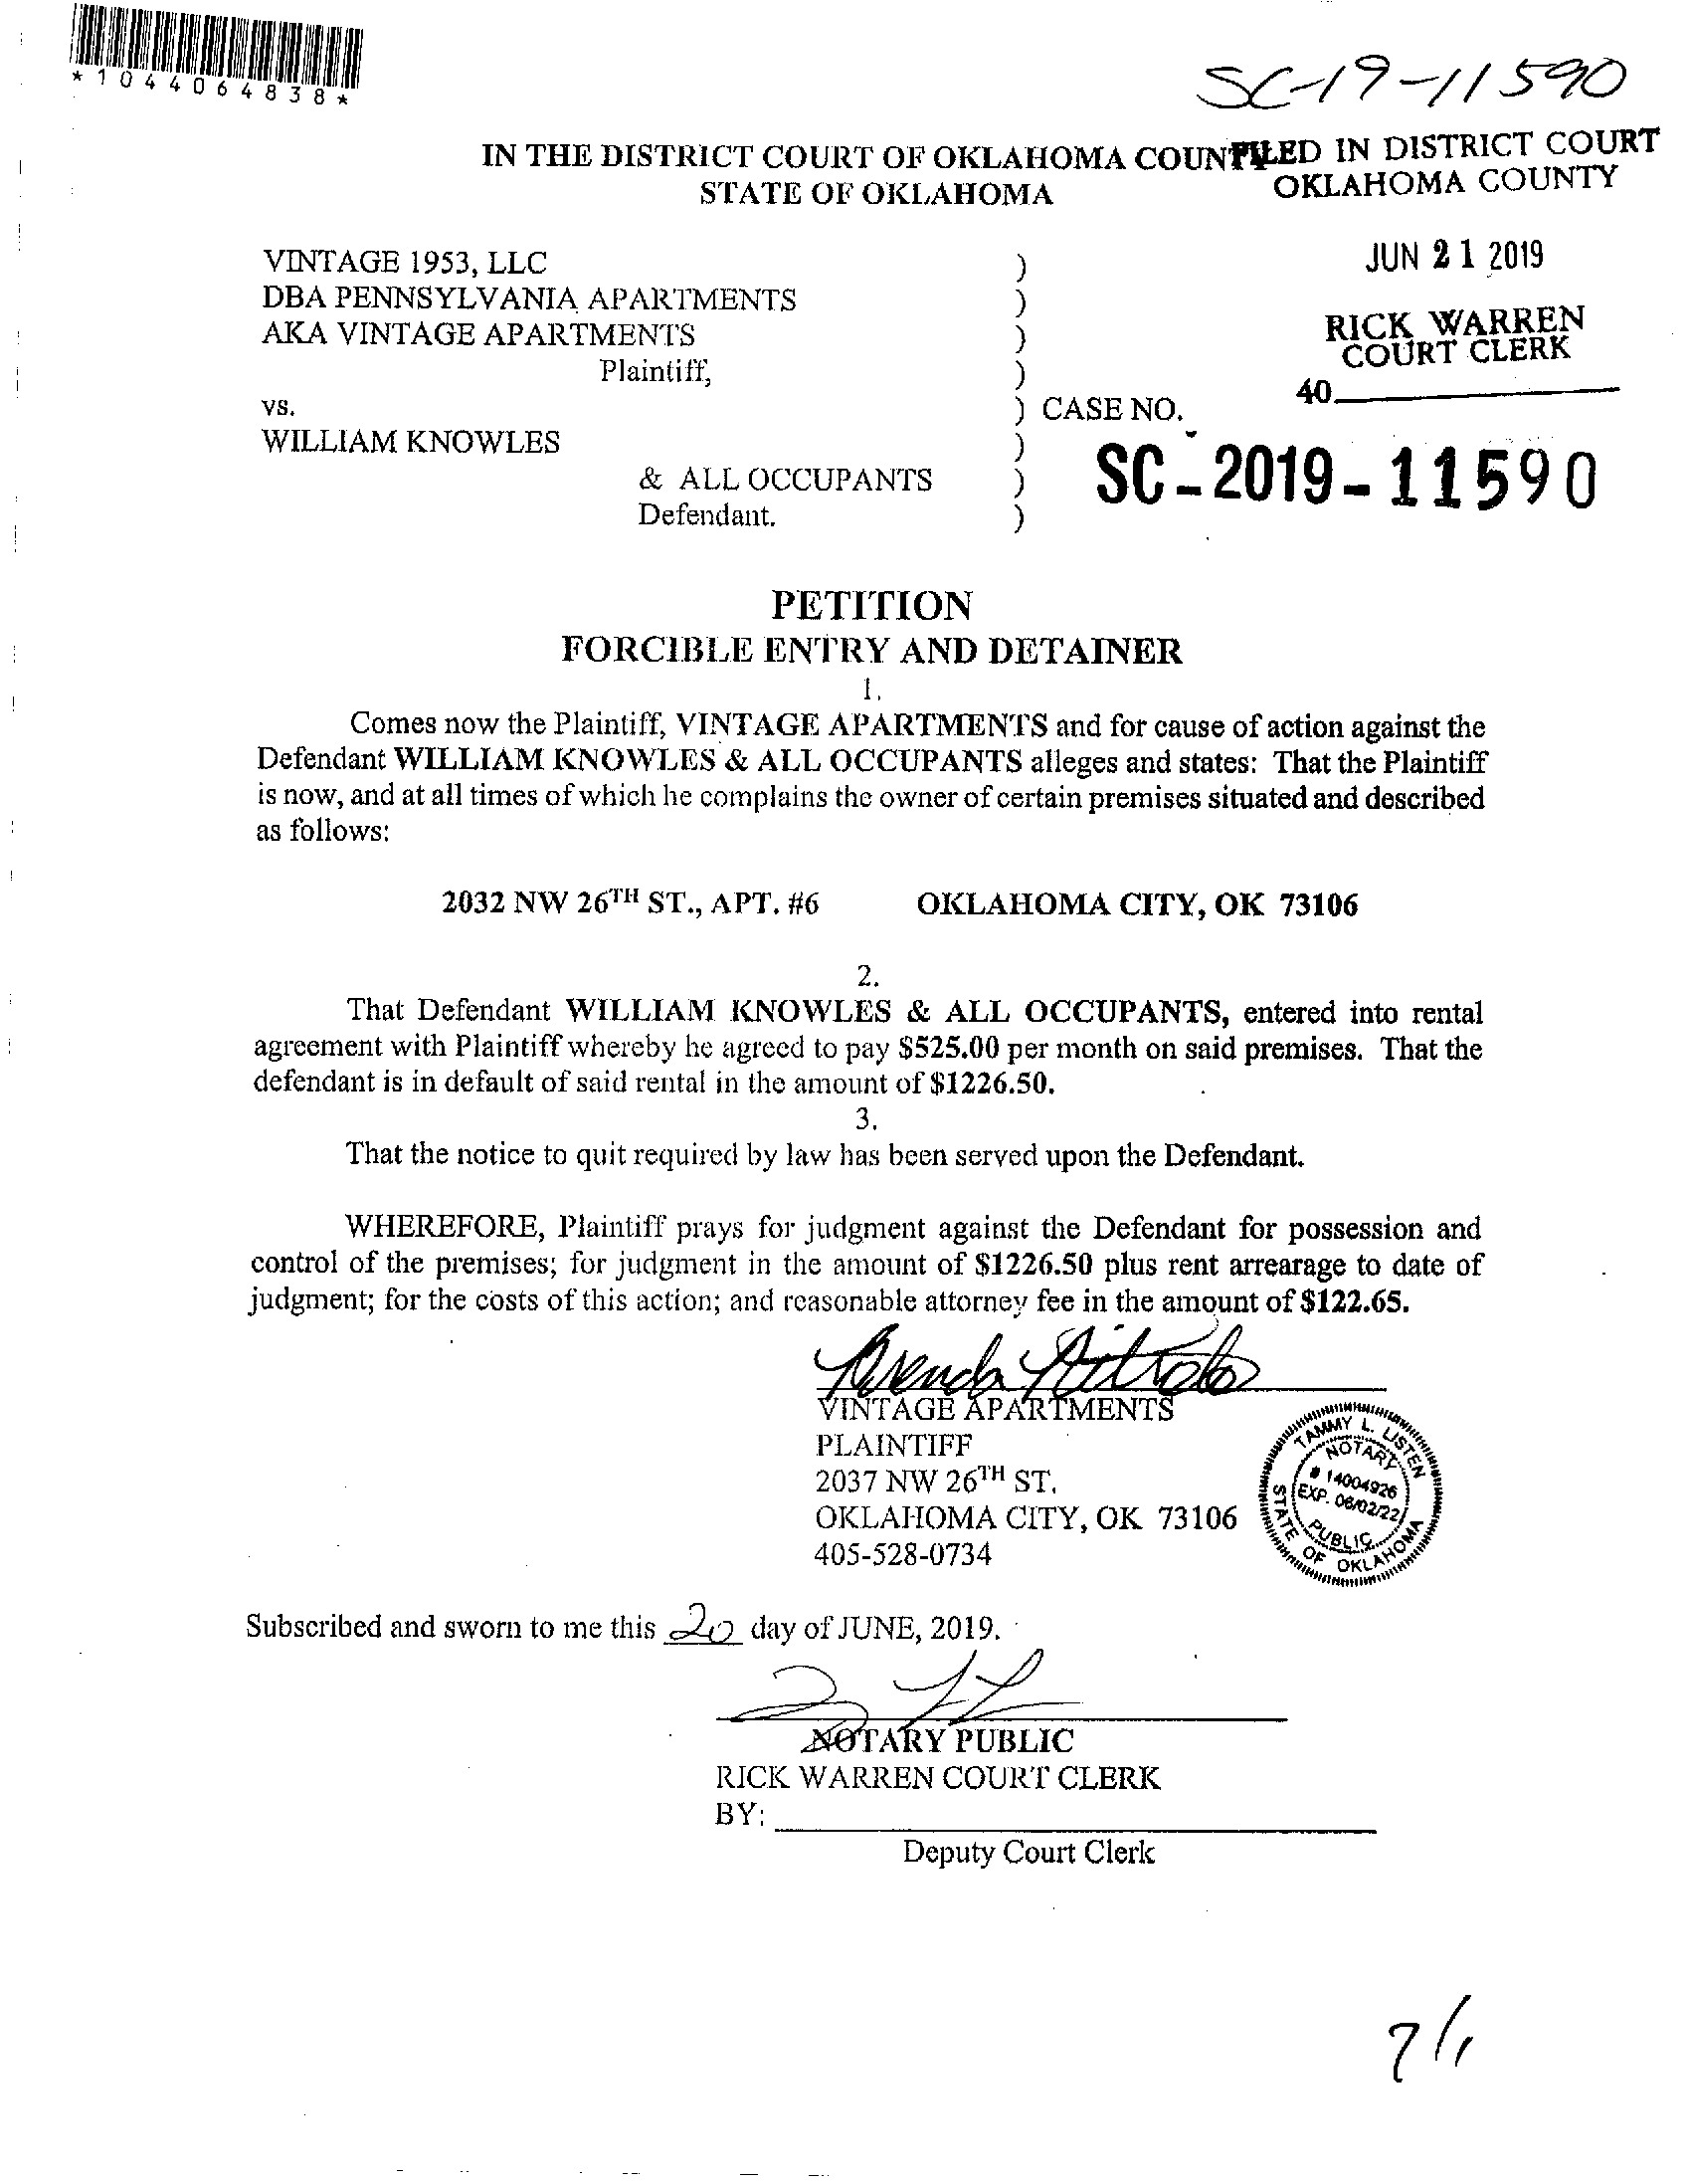 *1044064838*
SC-19-11590
IN THE DISTRICT COURT OF OKLAHOMA COUN
STATE OF OKLAHOMA
FILED IN DISTRICT COURT
OKLAHOMA COUNTY
JUN 21 2019
RICK WARREN
COURT CLERK
40
VINTAGE 1953, LLC )
DBA PENNSYLVANIA APARTMENTS )
AKA VINTAGE APARTMENTS )
Plaintiff, )
vs. ) CASE NO.
WILLIAM KNOWLES )
& ALL OCCUPANTS ) SC-2019-11590
Defendant. )
PETITION
FORCIBLE ENTRY AND DETAINER
1.
Comes now the Plaintiff, VINTAGE APARTMENTS and for cause of action against the
Defendant WILLIAM KNOWLES & ALL OCCUPANTS alleges and states: That the Plaintiff
is now, and at all times of which he complains the owner of certain premises situated and described
as follows:
2032 NW 26TH ST., APT. #6 OKLAHOMA CITY, OK 73106
2.
That Defendant WILLIAM KNOWLES & ALL OCCUPANTS, entered into rental
agreement with Plaintiff whereby he agreed to pay $525.00 per month on said premises. That the
defendant is in default of said rental in the amount of $1226.50.
3.
That the notice to quit required by law has been served upon the Defendant.
WHEREFORE, Plaintiff prays for judgment against the Defendant for possession and
control of the premises; for judgment in the amount of $1226.50 plus rent arrearage to date of
judgment; for the costs of this action; and reasonable attorney fee in the amount of $122.65.
Brenda
VINTAGE APARTMENTS
PLAINTIFF
2037 NW 26TH ST.
OKLAHOMA CITY, OK 73106
405-528-0734
TAMMY L. LISTEN
NOTARY
# 14004926
EXP. 06/02/22
PUBLIC
STATE OF OKLAHOMA
Subscribed and sworn to me this 20 day of JUNE, 2019.
NOTARY PUBLIC
RICK WARREN COURT CLERK
BY:
Deputy Court Clerk
7/1